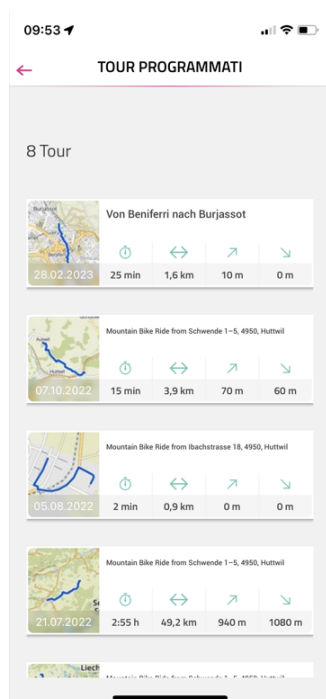 09:53
TOUR PROGRAMMATI
8 Tour
Von Beniferri nach Burjassot
28.02.2023
25 min 1,6 km 10 m 0 m
Mountain Bike Ride from Schwende 1–5, 4950, Huttwil
07.10.2022
15 min 3,9 km 70 m 60 m
Mountain Bike Ride from Ibachstrasse 18, 4950, Huttwil
05.08.2022
2 min 0,9 km 0 m 0 m
Mountain Bike Ride from Schwende 1–5, 4950, Huttwil
21.07.2022
2:55 h 49,2 km 940 m 1080 m
Liech